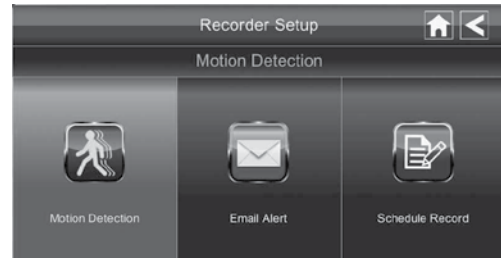 Recorder Setup
Motion Detection
Motion Detection
Email Alert
Schedule Record